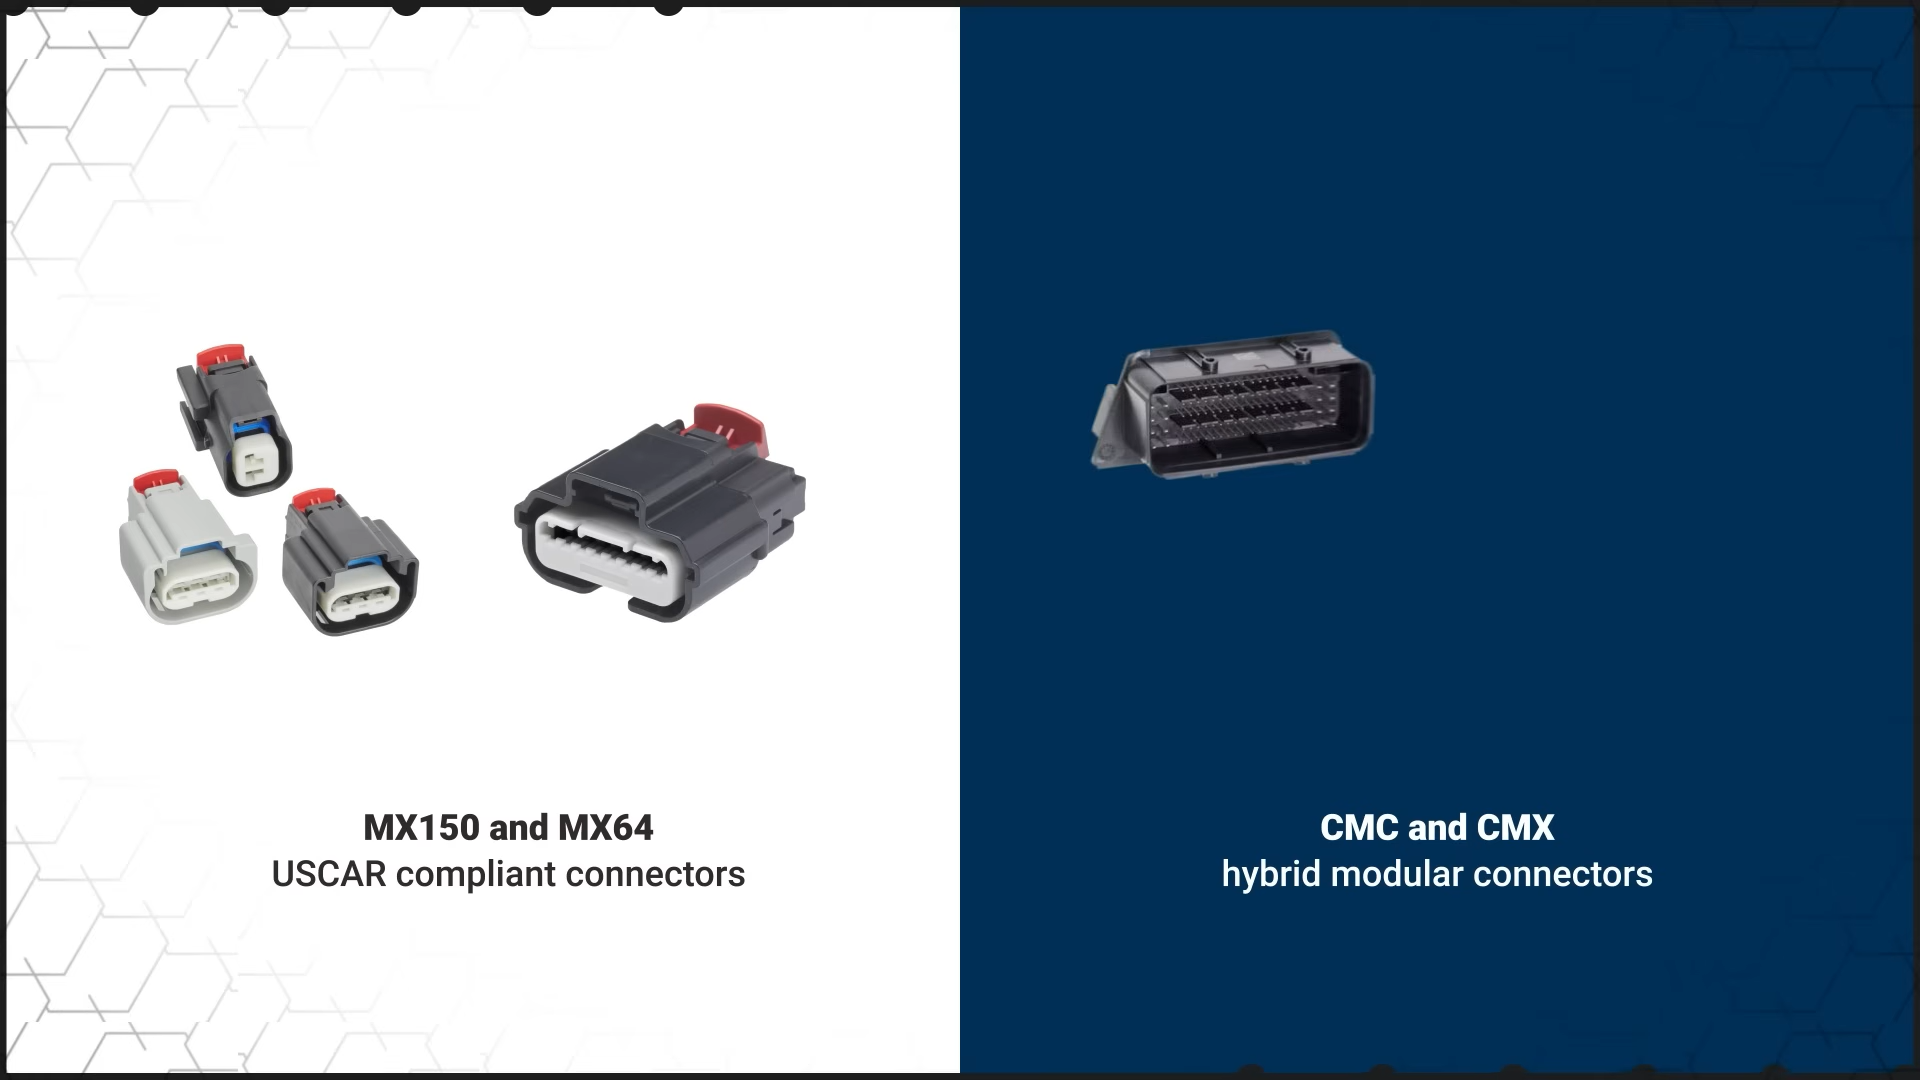 MX150 and MX64
USCAR compliant connectors
CMC and CMX
hybrid modular connectors